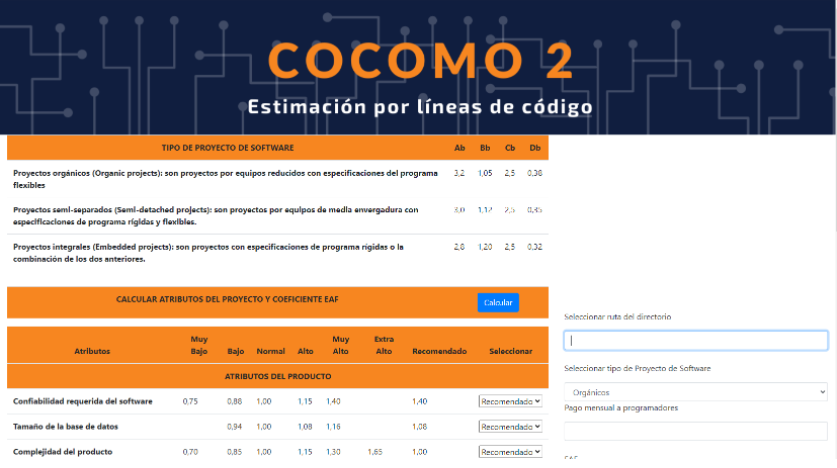 COCOMO 2
Estimación por líneas de código
TIPO DE PROYECTO DE SOFTWARE Ab Bb Cb Db
Proyectos orgánicos (Organic projects): son proyectos por equipos reducidos con especificaciones del programa 3,2 1,05 2,5 0,38
flexibles
Proyectos semi-separados (Semi-detached projects): son proyectos por equipos de media envergadura con 3,0 1,12 2,5 0,35
especificaciones de programa rígidas y flexibles.
Proyectos integrales (Embedded projects): son proyectos con especificaciones de programa rígidas o la 2,8 1,20 2,5 0,32
combinación de los dos anteriores.
CALCULAR ATRIBUTOS DEL PROYECTO Y COEFICIENTE EAF Calcular
Atributos Muy Bajo Bajo Normal Alto Muy Alto Extra Alto Recomendado Seleccionar
ATRIBUTOS DEL PRODUCTO
Confiabilidad requerida del software 0,75 0,88 1,00 1,15 1,40 1,40 Recomendado
Tamaño de la base de datos 0,94 1,00 1,08 1,16 1,08 Recomendado
Complejidad del producto 0,70 0,85 1,00 1,15 1,30 1,65 1,00 Recomendado
Seleccionar ruta del directorio
Seleccionar tipo de Proyecto de Software
Orgánicos
Pago mensual a programadores